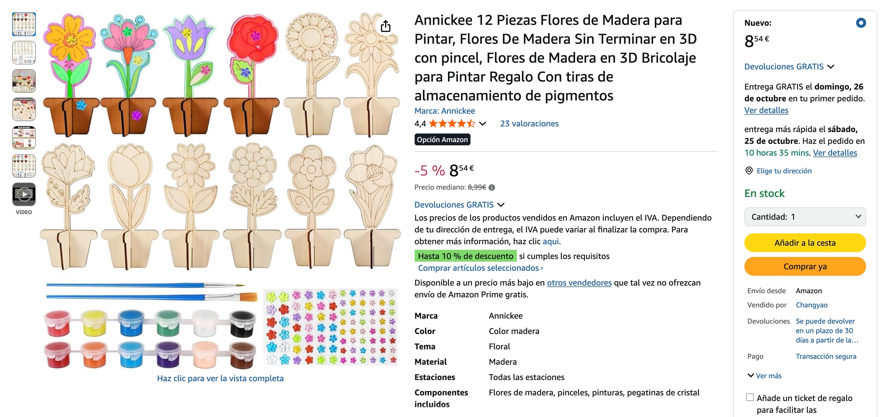 VÍDEO
Haz clic para ver la vista completa
Annickee 12 Piezas Flores de Madera para
Pintar, Flores De Madera Sin Terminar en 3D
con pincel, Flores de Madera en 3D Bricolaje
para Pintar Regalo Con tiras de
almacenamiento de pigmentos
Marca: Annickee
4,4 23 valoraciones
Opción Amazon
-5 % 8,54€
Precio mediano: 8,99€
Devoluciones GRATIS
Los precios de los productos vendidos en Amazon incluyen el IVA. Dependiendo
de tu dirección de entrega, el IVA puede variar al finalizar la compra. Para
obtener más información, haz clic aquí.
Hasta 10 % de descuento si cumples los requisitos
Comprar artículos seleccionados ›
Disponible a un precio más bajo en otros vendedores que tal vez no ofrezcan
envío de Amazon Prime gratis.
Marca Annickee
Color Color madera
Tema Floral
Material Madera
Estaciones Todas las estaciones
Componentes Flores de madera, pinceles, pinturas, pegatinas de cristal
incluidos
Nuevo:
8,54€
Devoluciones GRATIS
Entrega GRATIS el domingo, 26
de octubre en tu primer pedido.
Ver detalles
entrega más rápida el sábado,
25 de octubre. Haz el pedido en
10 horas 35 mins. Ver detalles
Elige tu dirección
En stock
Cantidad: 1
Añadir a la cesta
Comprar ya
Envío desde Amazon
Vendido por Changyao
Devoluciones Se puede devolver
en un plazo de 30
días a partir de la...
Pago Transacción segura
Ver más
Añade un ticket de regalo
para facilitar las